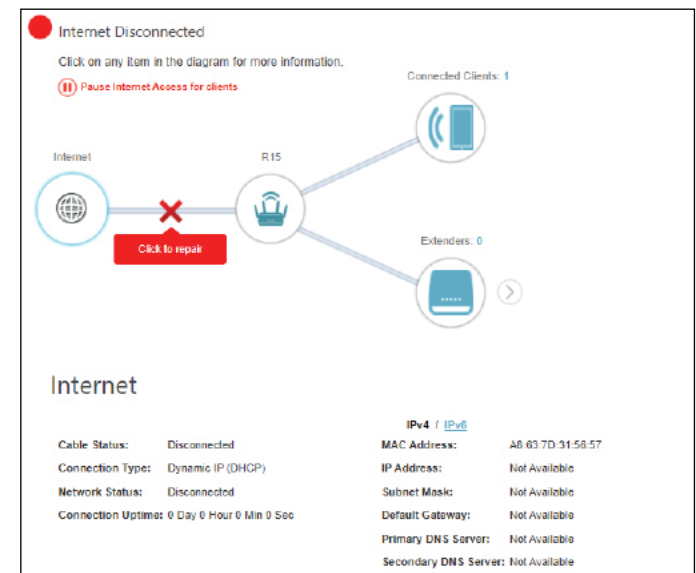 Internet Disconnected
Click on any item in the diagram for more information.
Pause Internet Access for clients
Connected Clients: 1
Internet
R15
Click to repair
Extenders: 0
Internet
IPv4 / IPv6
Cable Status: Disconnected
MAC Address: A8:63:7D:31:56:57
Connection Type: Dynamic IP (DHCP)
IP Address: Not Available
Network Status: Disconnected
Subnet Mask: Not Available
Connection Uptime: 0 Day 0 Hour 0 Min 0 Sec
Default Gateway: Not Available
Primary DNS Server: Not Available
Secondary DNS Server: Not Available